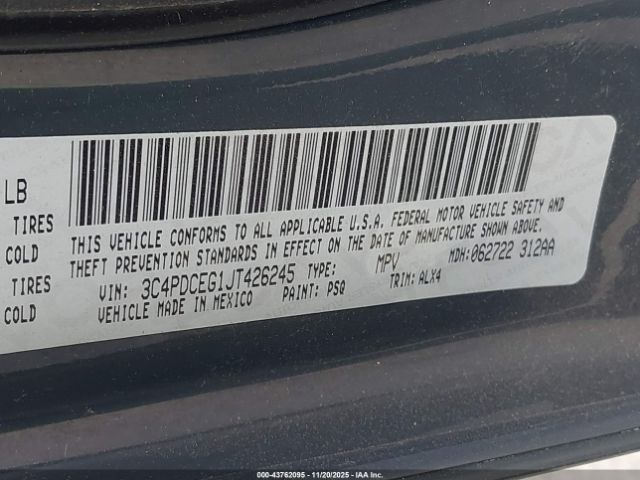 LB
TIRES
COLD
TIRES
COLD
THIS VEHICLE CONFORMS TO ALL APPLICABLE U.S.A. FEDERAL MOTOR VEHICLE SAFETY AND
THEFT PREVENTION STANDARDS IN EFFECT ON THE DATE OF MANUFACTURE SHOWN ABOVE.
VIN: 3C4PDCEG1JT426245 TYPE: MPV MDH:062722 312AA
VEHICLE MADE IN MEXICO PAINT: PSQ TRIM: ALX4
000-43762095 - 11/20/2025 - IAAI.COM